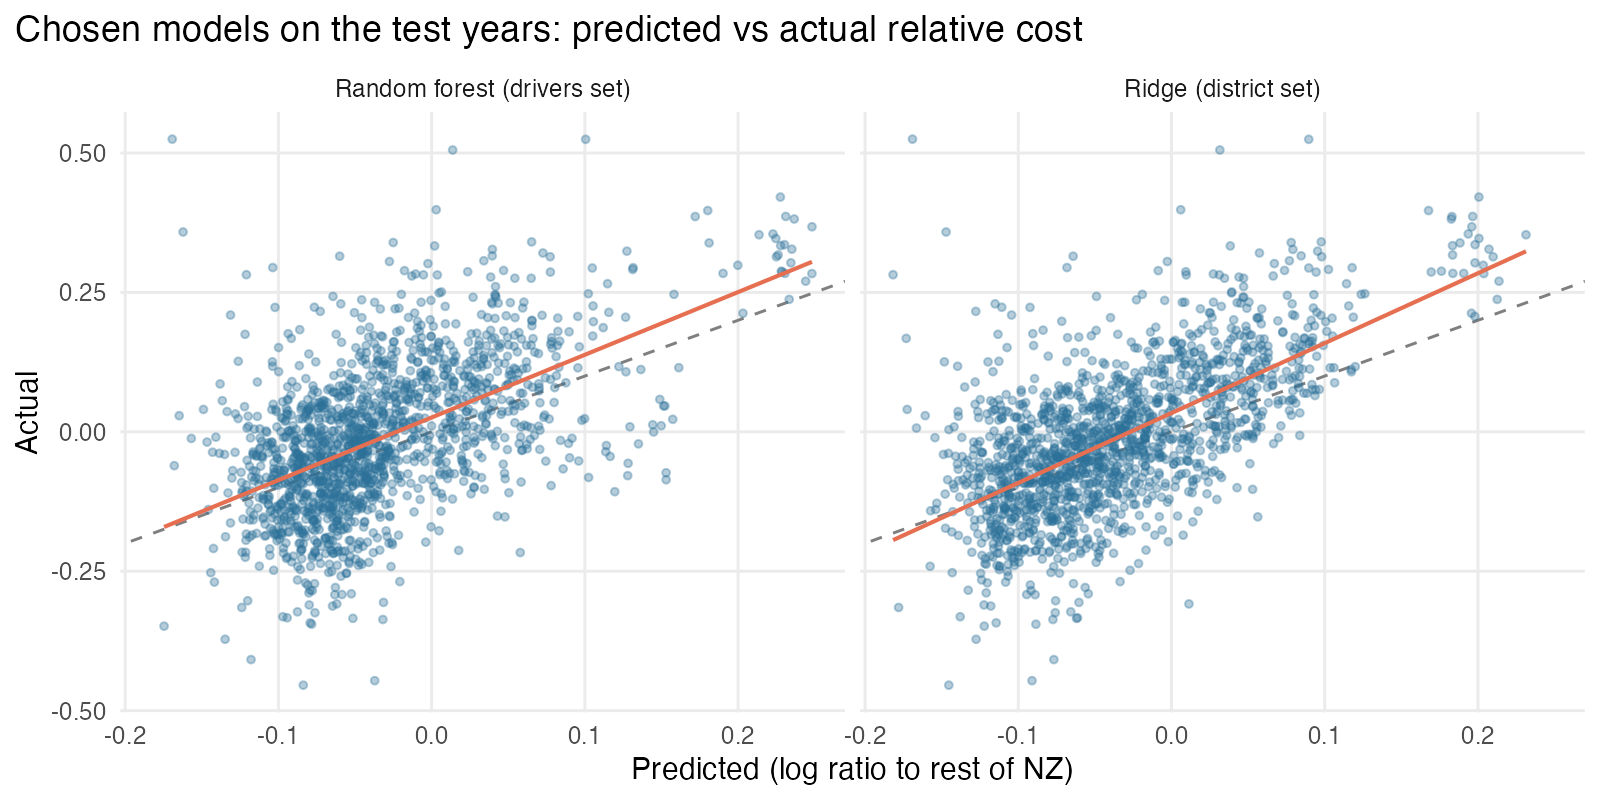 Chosen models on the test years: predicted vs actual relative cost
Random forest (drivers set)
Ridge (district set)
Actual
0.50
0.25
0.00
-0.25
-0.50
-0.2 -0.1 0.0 0.1 0.2
-0.2 -0.1 0.0 0.1 0.2
Predicted (log ratio to rest of NZ)